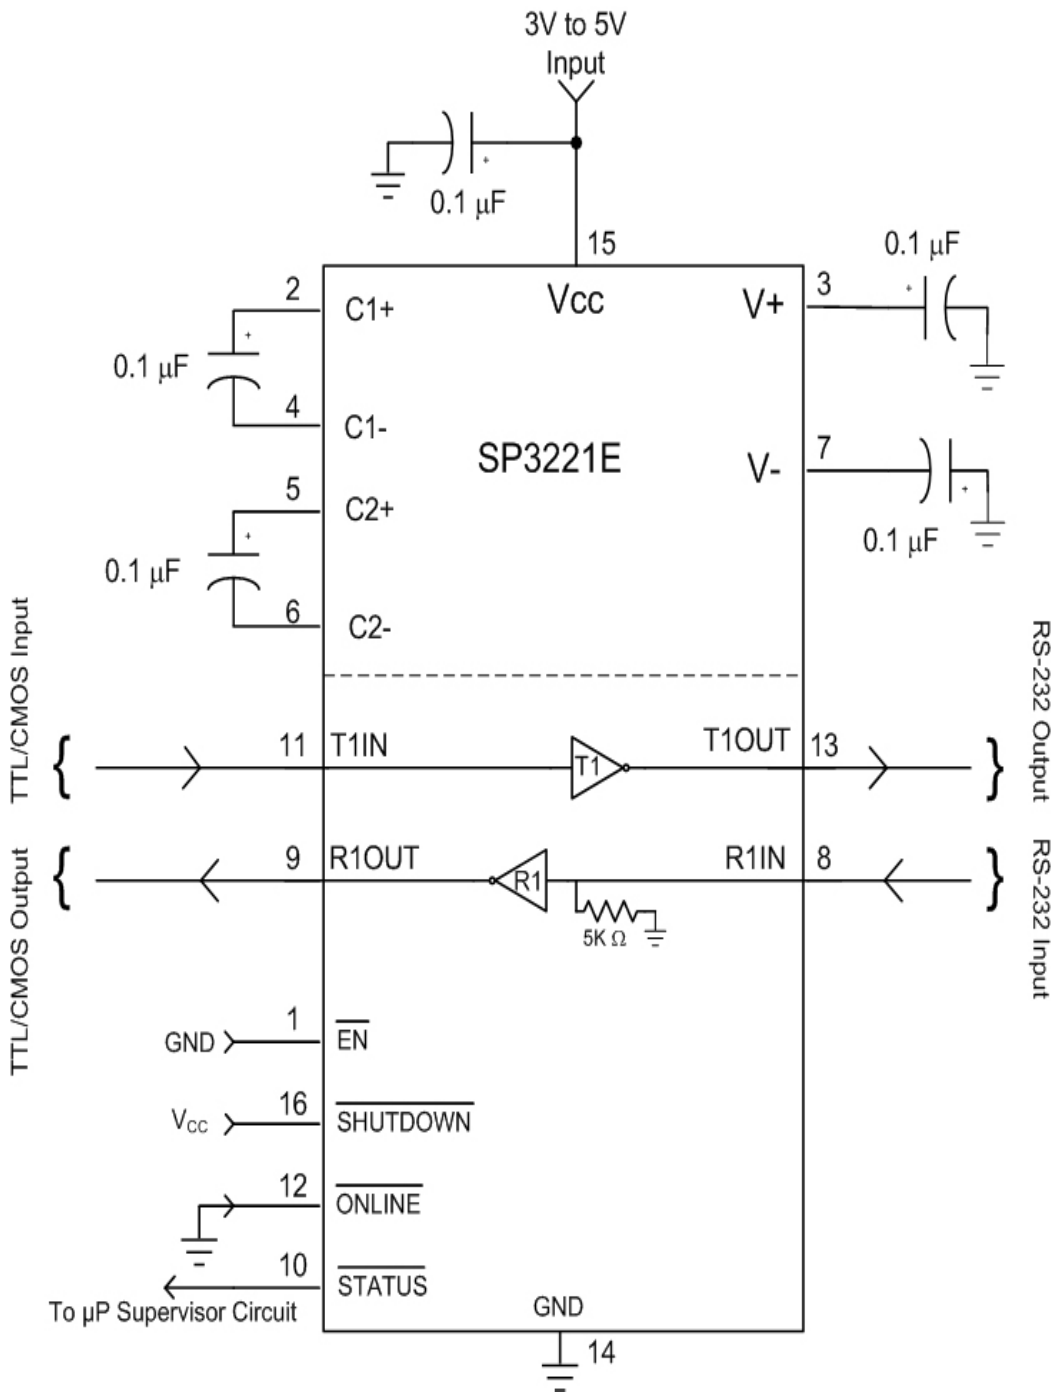 3V to 5V
Input
+
0.1 µF
15
0.1 µF
2
C1+
Vcc
V+
3
+
+
0.1 µF
4
C1-
SP3221E
V-
7
+
0.1 µF
5
C2+
+
0.1 µF
6
C2-
TTL/CMOS Input
RS-232 Output
11
T1IN
T1
T1OUT
13
TTL/CMOS Output
RS-232 Input
9
R1OUT
R1
R1IN
8
5K Ω
1
GND
EN
16
VCC
SHUTDOWN
12
ONLINE
10
STATUS
To µP Supervisor Circuit
GND
14